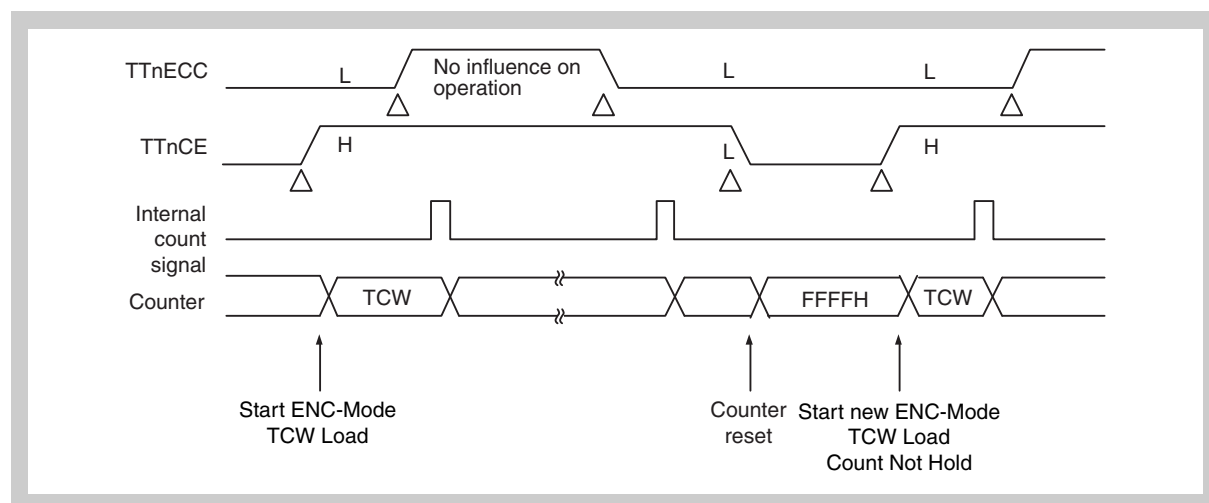 TTnECC
L
No influence on
operation
L
L
TTnCE
H
L
H
Internal
count
signal
Counter
TCW
FFFFH
TCW
Start ENC-Mode
TCW Load
Counter
reset
Start new ENC-Mode
TCW Load
Count Not Hold